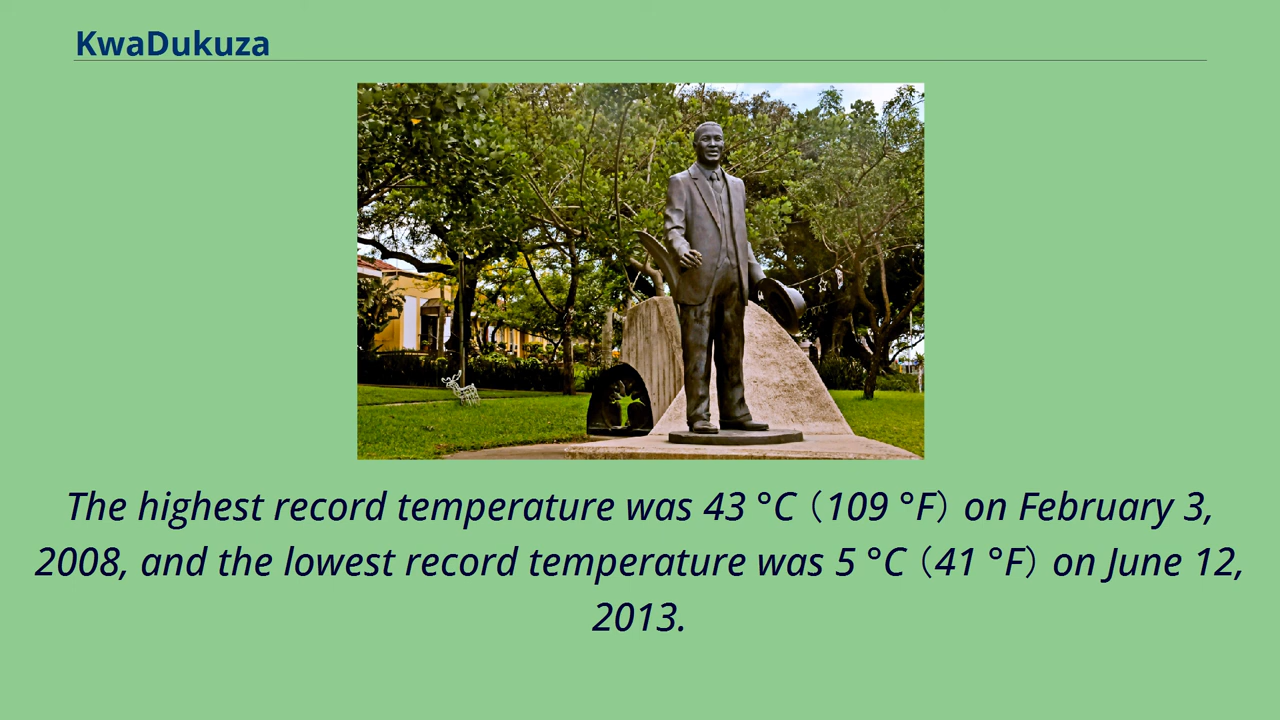 KwaDukuza
The highest record temperature was 43 °C（109 °F）on February 3,
2008, and the lowest record temperature was 5 °C（41 °F）on June 12,
2013.